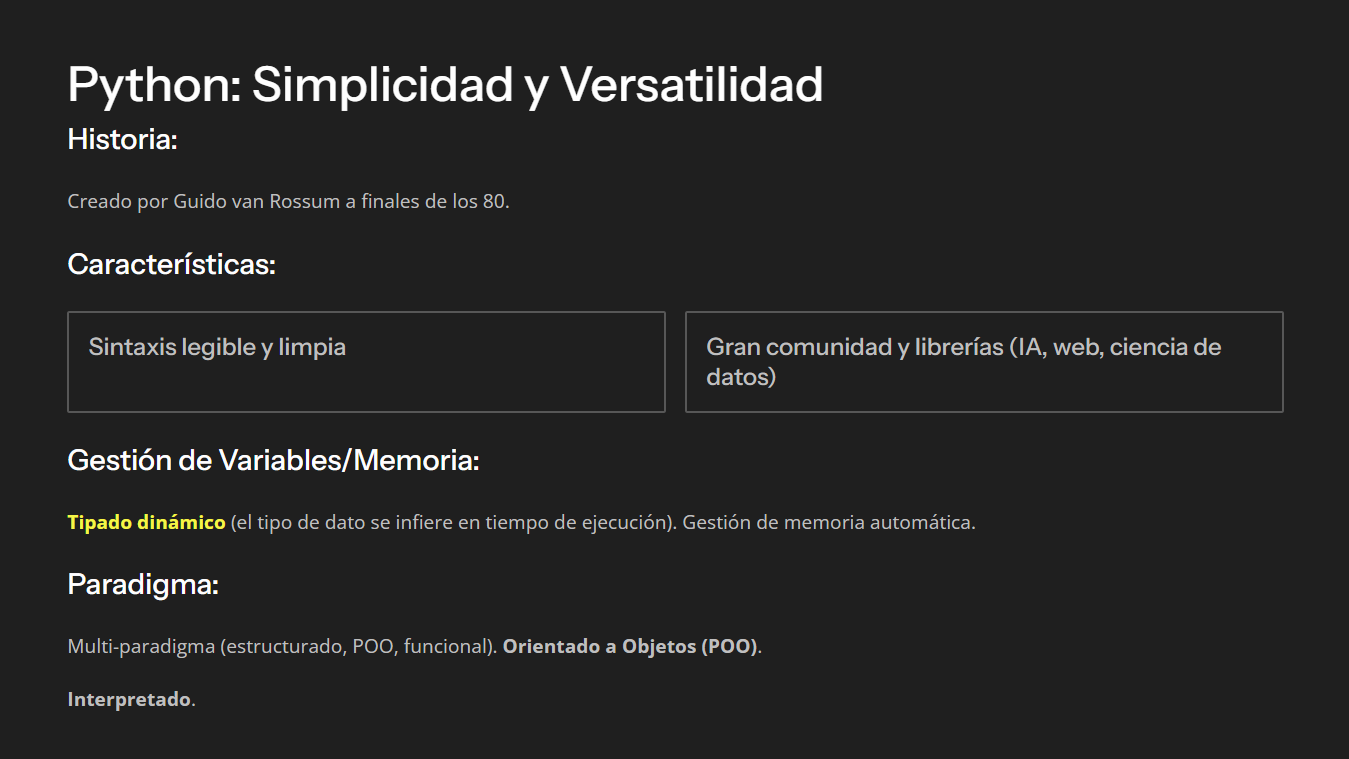 Python: Simplicidad y Versatilidad
Historia:
Creado por Guido van Rossum a finales de los 80.
Características:
Sintaxis legible y limpia
Gran comunidad y librerías (IA, web, ciencia de
datos)
Gestión de Variables/Memoria:
Tipado dinámico (el tipo de dato se infiere en tiempo de ejecución). Gestión de memoria automática.
Paradigma:
Multi-paradigma (estructurado, POO, funcional). Orientado a Objetos (POO).
Interpretado.